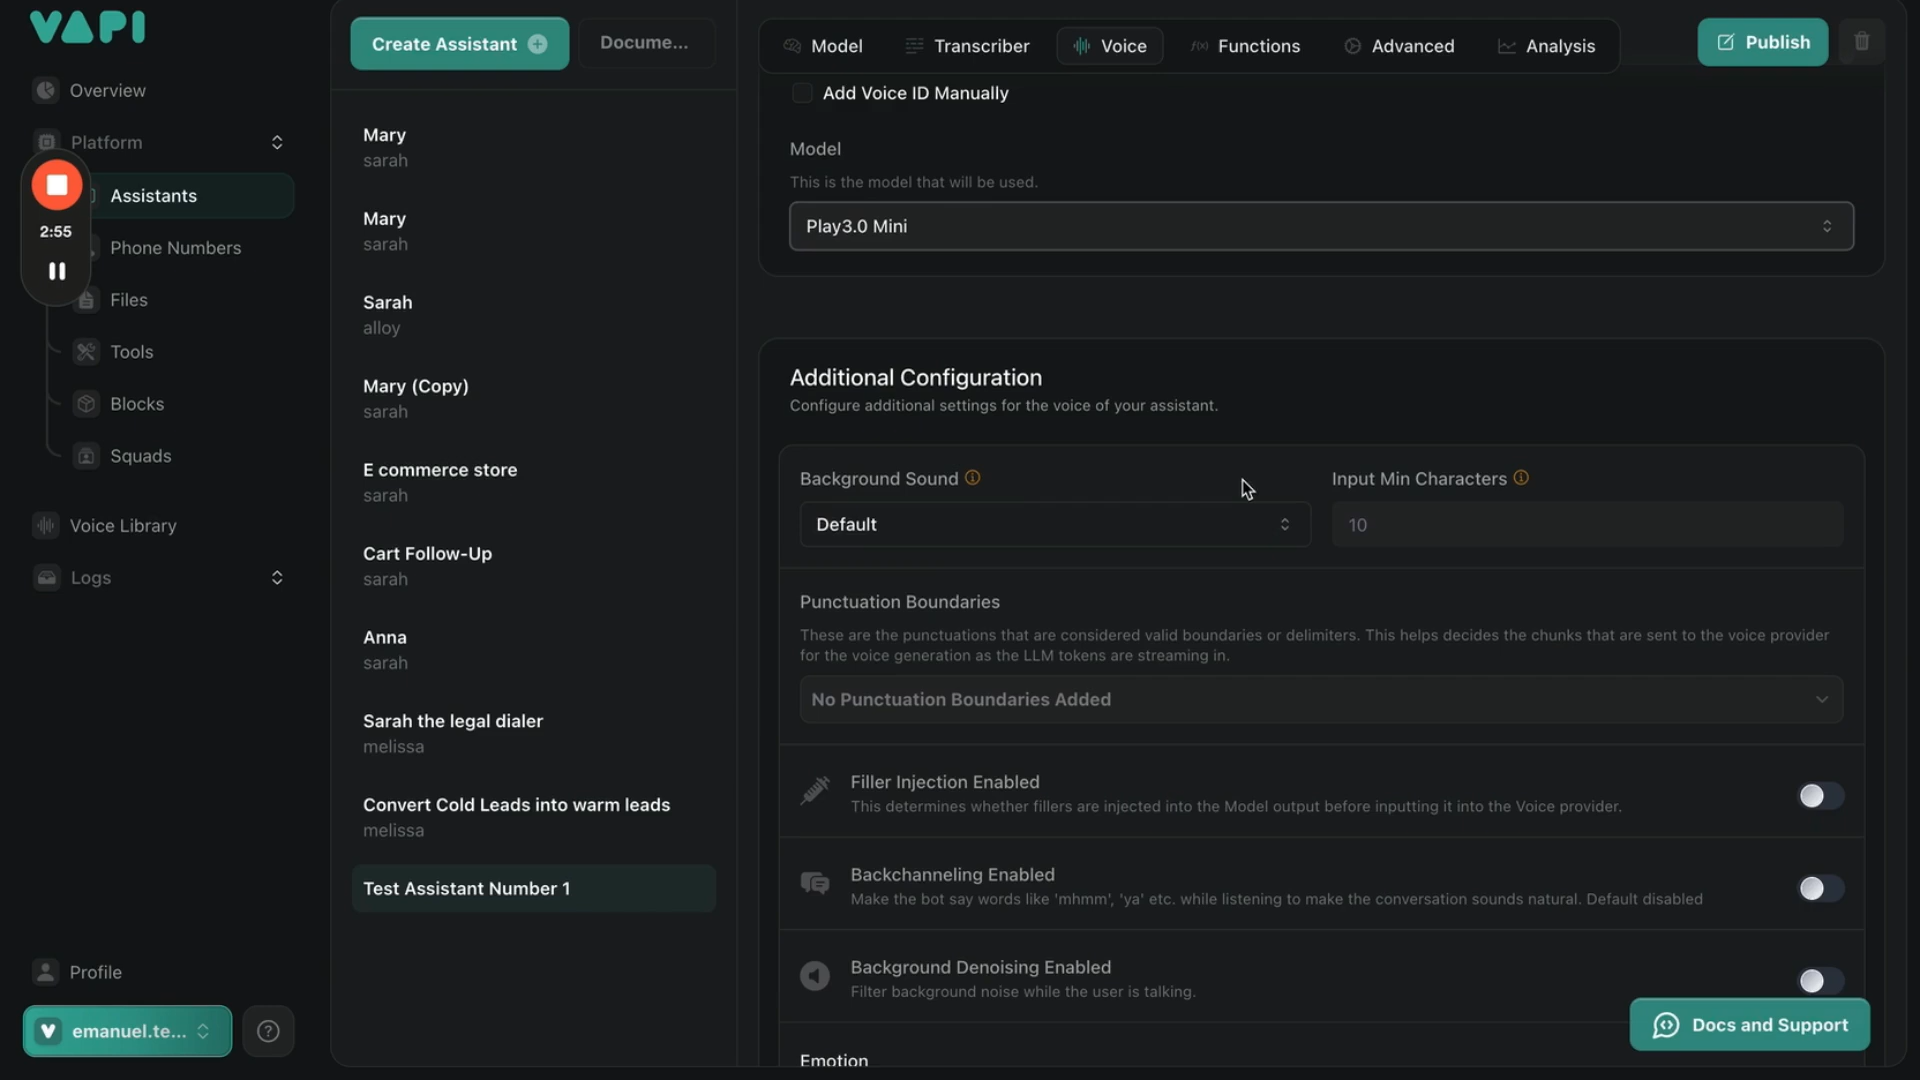 VAPI
Overview
Platform
Assistants
2:55
Phone Numbers
Files
Tools
Blocks
Squads
Voice Library
Logs
Profile
emanuel.te...
Create Assistant
Docume...
Mary
sarah
Mary
sarah
Sarah
alloy
Mary (Copy)
sarah
E commerce store
sarah
Cart Follow-Up
sarah
Anna
sarah
Sarah the legal dialer
melissa
Convert Cold Leads into warm leads
melissa
Test Assistant Number 1
Model
Transcriber
Voice
f(x) Functions
Advanced
Analysis
Publish
Add Voice ID Manually
Model
This is the model that will be used.
Play3.0 Mini
Additional Configuration
Configure additional settings for the voice of your assistant.
Background Sound
Default
Input Min Characters
10
Punctuation Boundaries
These are the punctuations that are considered valid boundaries or delimiters. This helps decides the chunks that are sent to the voice provider
for the voice generation as the LLM tokens are streaming in.
No Punctuation Boundaries Added
Filler Injection Enabled
This determines whether fillers are injected into the Model output before inputting it into the Voice provider.
Backchanneling Enabled
Make the bot say words like 'mhmm', 'ya' etc. while listening to make the conversation sounds natural. Default disabled
Background Denoising Enabled
Filter background noise while the user is talking.
Emotion
Docs and Support